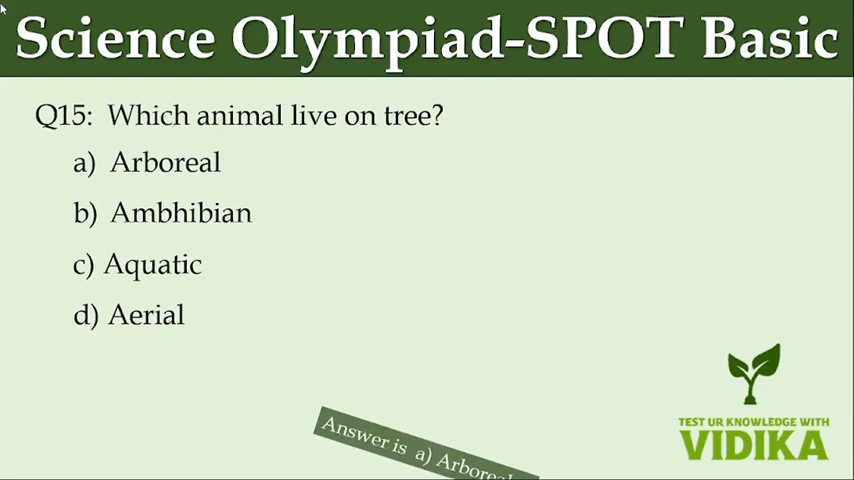 Science Olympiad-SPOT Basic
Q15: Which animal live on tree?
a) Arboreal
b) Ambhibian
c) Aquatic
d) Aerial
Answer is a) Arboreal
TEST UR KNOWLEDGE WITH
VIDIKA